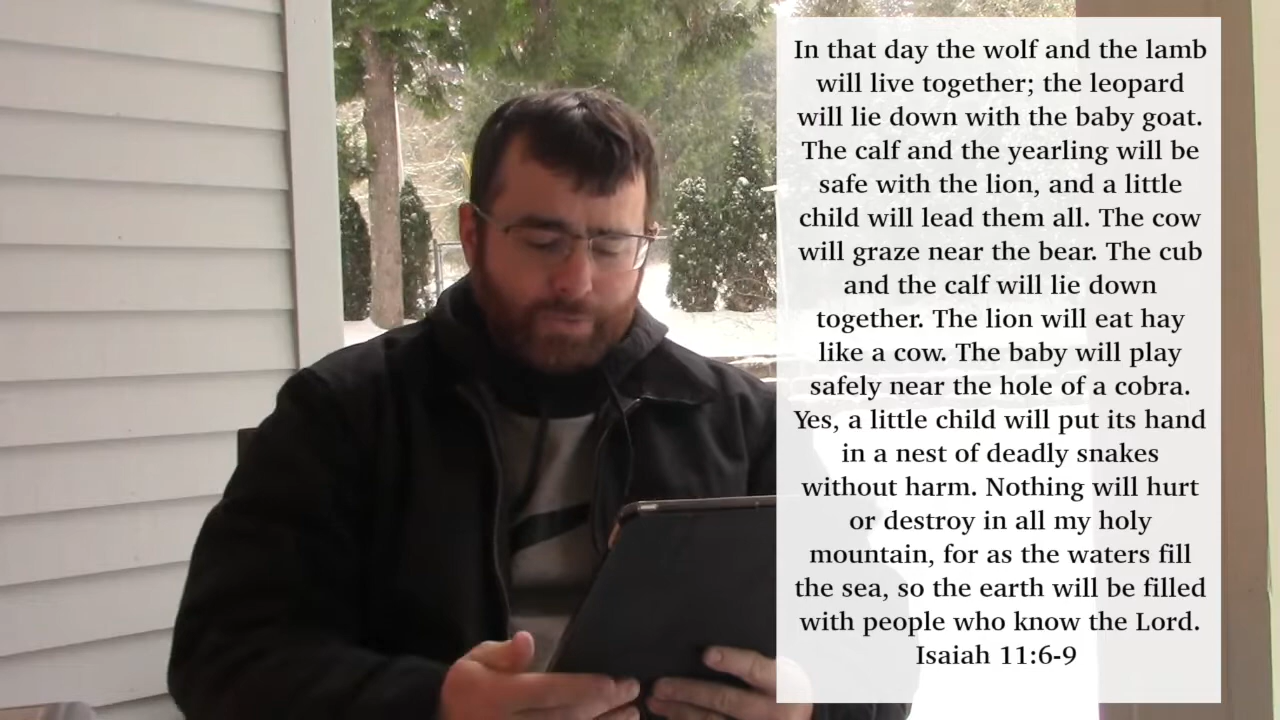 In that day the wolf and the lamb
will live together; the leopard
will lie down with the baby goat.
The calf and the yearling will be
safe with the lion, and a little
child will lead them all. The cow
will graze near the bear. The cub
and the calf will lie down
together. The lion will eat hay
like a cow. The baby will play
safely near the hole of a cobra.
Yes, a little child will put its hand
in a nest of deadly snakes
without harm. Nothing will hurt
or destroy in all my holy
mountain, for as the waters fill
the sea, so the earth will be filled
with people who know the Lord.
Isaiah 11:6-9